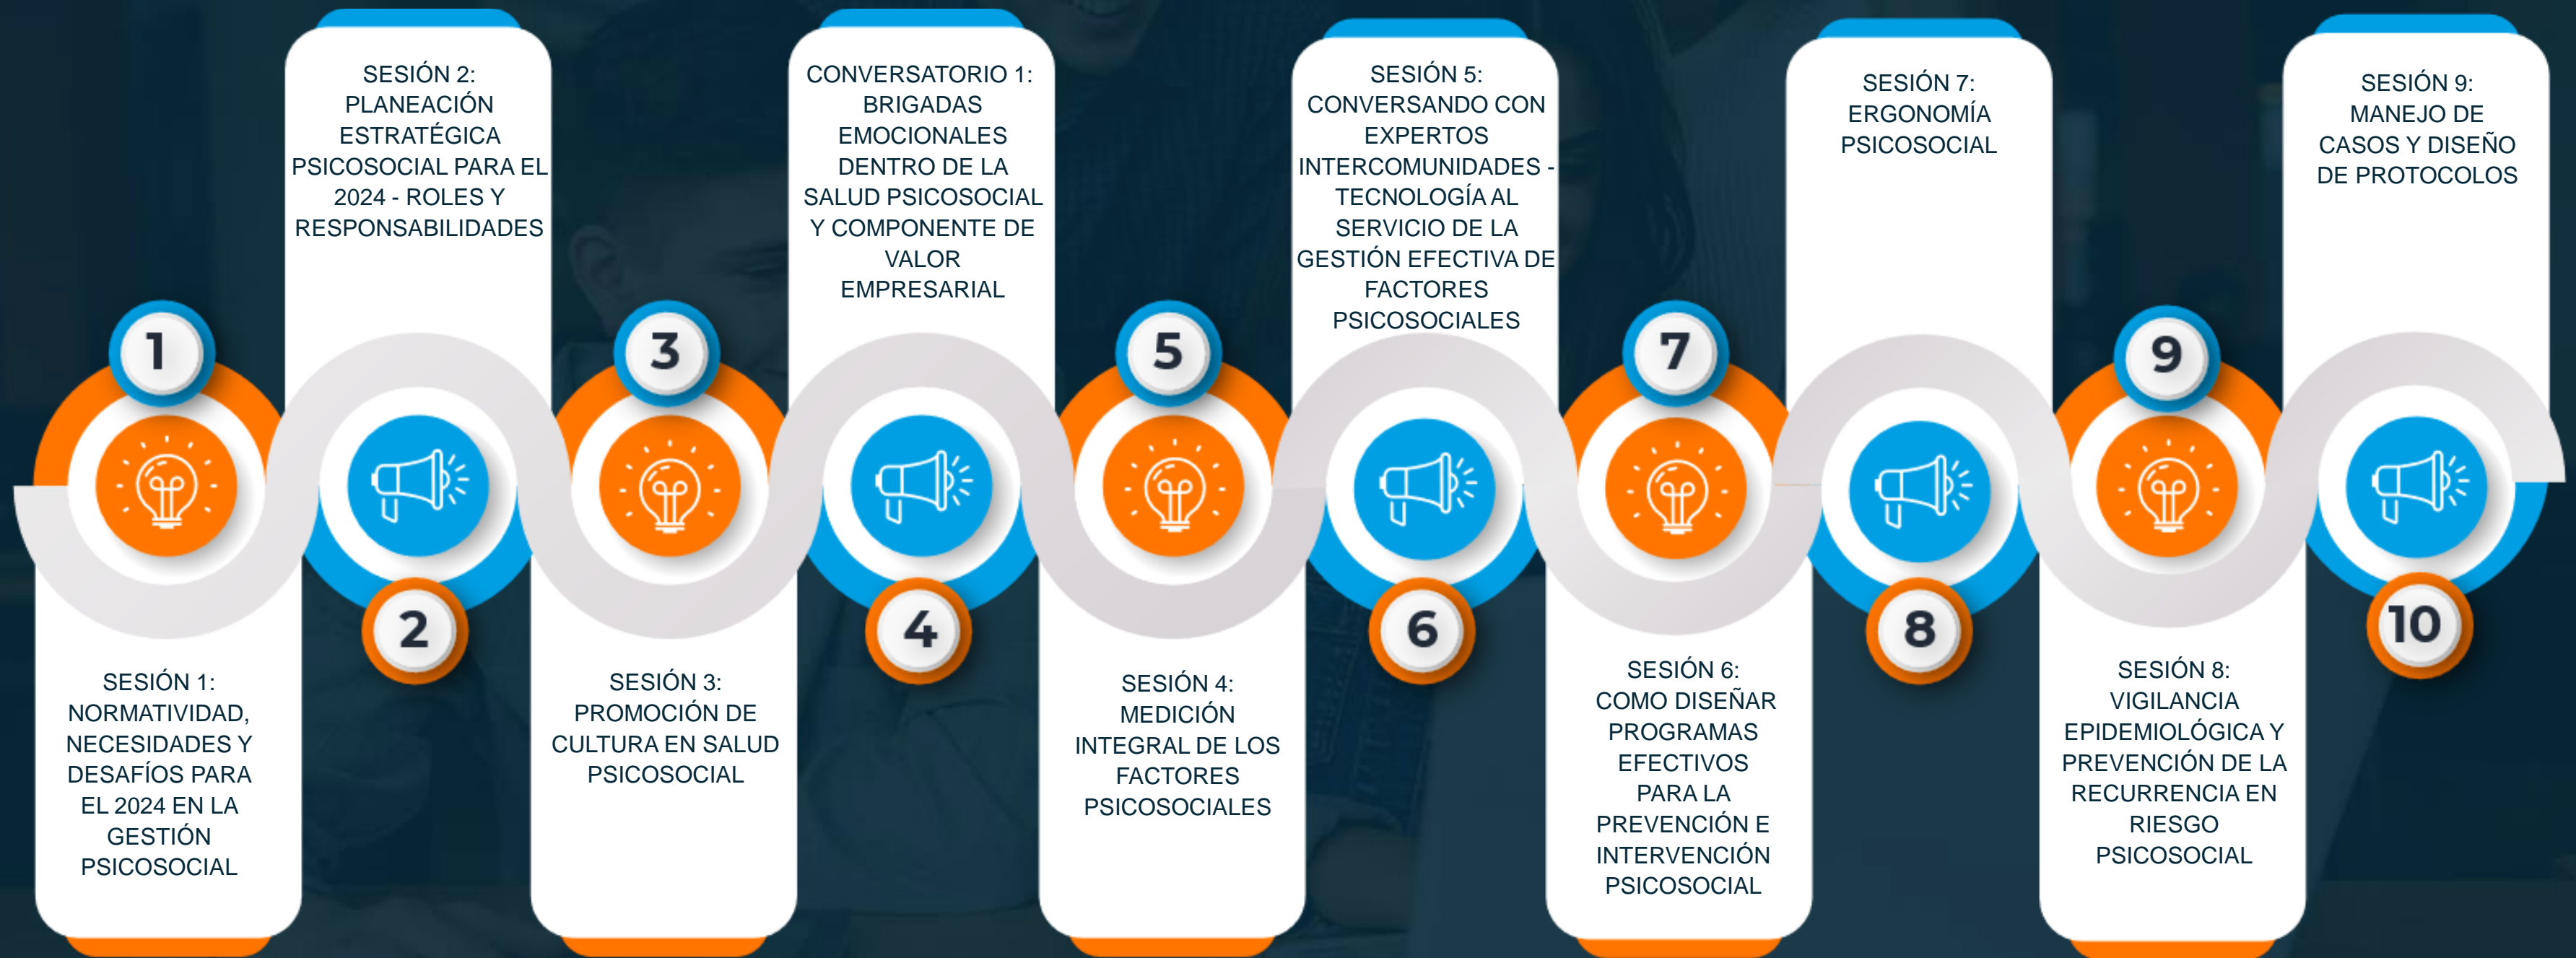 1
SESIÓN 1:
NORMATIVIDAD,
NECESIDADES Y
DESAFÍOS PARA
EL 2024 EN LA
GESTIÓN
PSICOSOCIAL
SESIÓN 2:
PLANEACIÓN
ESTRATÉGICA
PSICOSOCIAL PARA EL
2024 - ROLES Y
RESPONSABILIDADES
2
3
SESIÓN 3:
PROMOCIÓN DE
CULTURA EN SALUD
PSICOSOCIAL
CONVERSATORIO 1:
BRIGADAS
EMOCIONALES
DENTRO DE LA
SALUD PSICOSOCIAL
Y COMPONENTE DE
VALOR
EMPRESARIAL
4
5
SESIÓN 4:
MEDICIÓN
INTEGRAL DE LOS
FACTORES
PSICOSOCIALES
SESIÓN 5:
CONVERSANDO CON
EXPERTOS
INTERCOMUNIDADES -
TECNOLOGÍA AL
SERVICIO DE LA
GESTIÓN EFECTIVA DE
FACTORES
PSICOSOCIALES
6
7
SESIÓN 6:
COMO DISEÑAR
PROGRAMAS
EFECTIVOS
PARA LA
PREVENCIÓN E
INTERVENCIÓN
PSICOSOCIAL
SESIÓN 7:
ERGONOMÍA
PSICOSOCIAL
8
9
SESIÓN 8:
VIGILANCIA
EPIDEMIOLÓGICA Y
PREVENCIÓN DE LA
RECURRENCIA EN
RIESGO
PSICOSOCIAL
SESIÓN 9:
MANEJO DE
CASOS Y DISEÑO
DE PROTOCOLOS
10